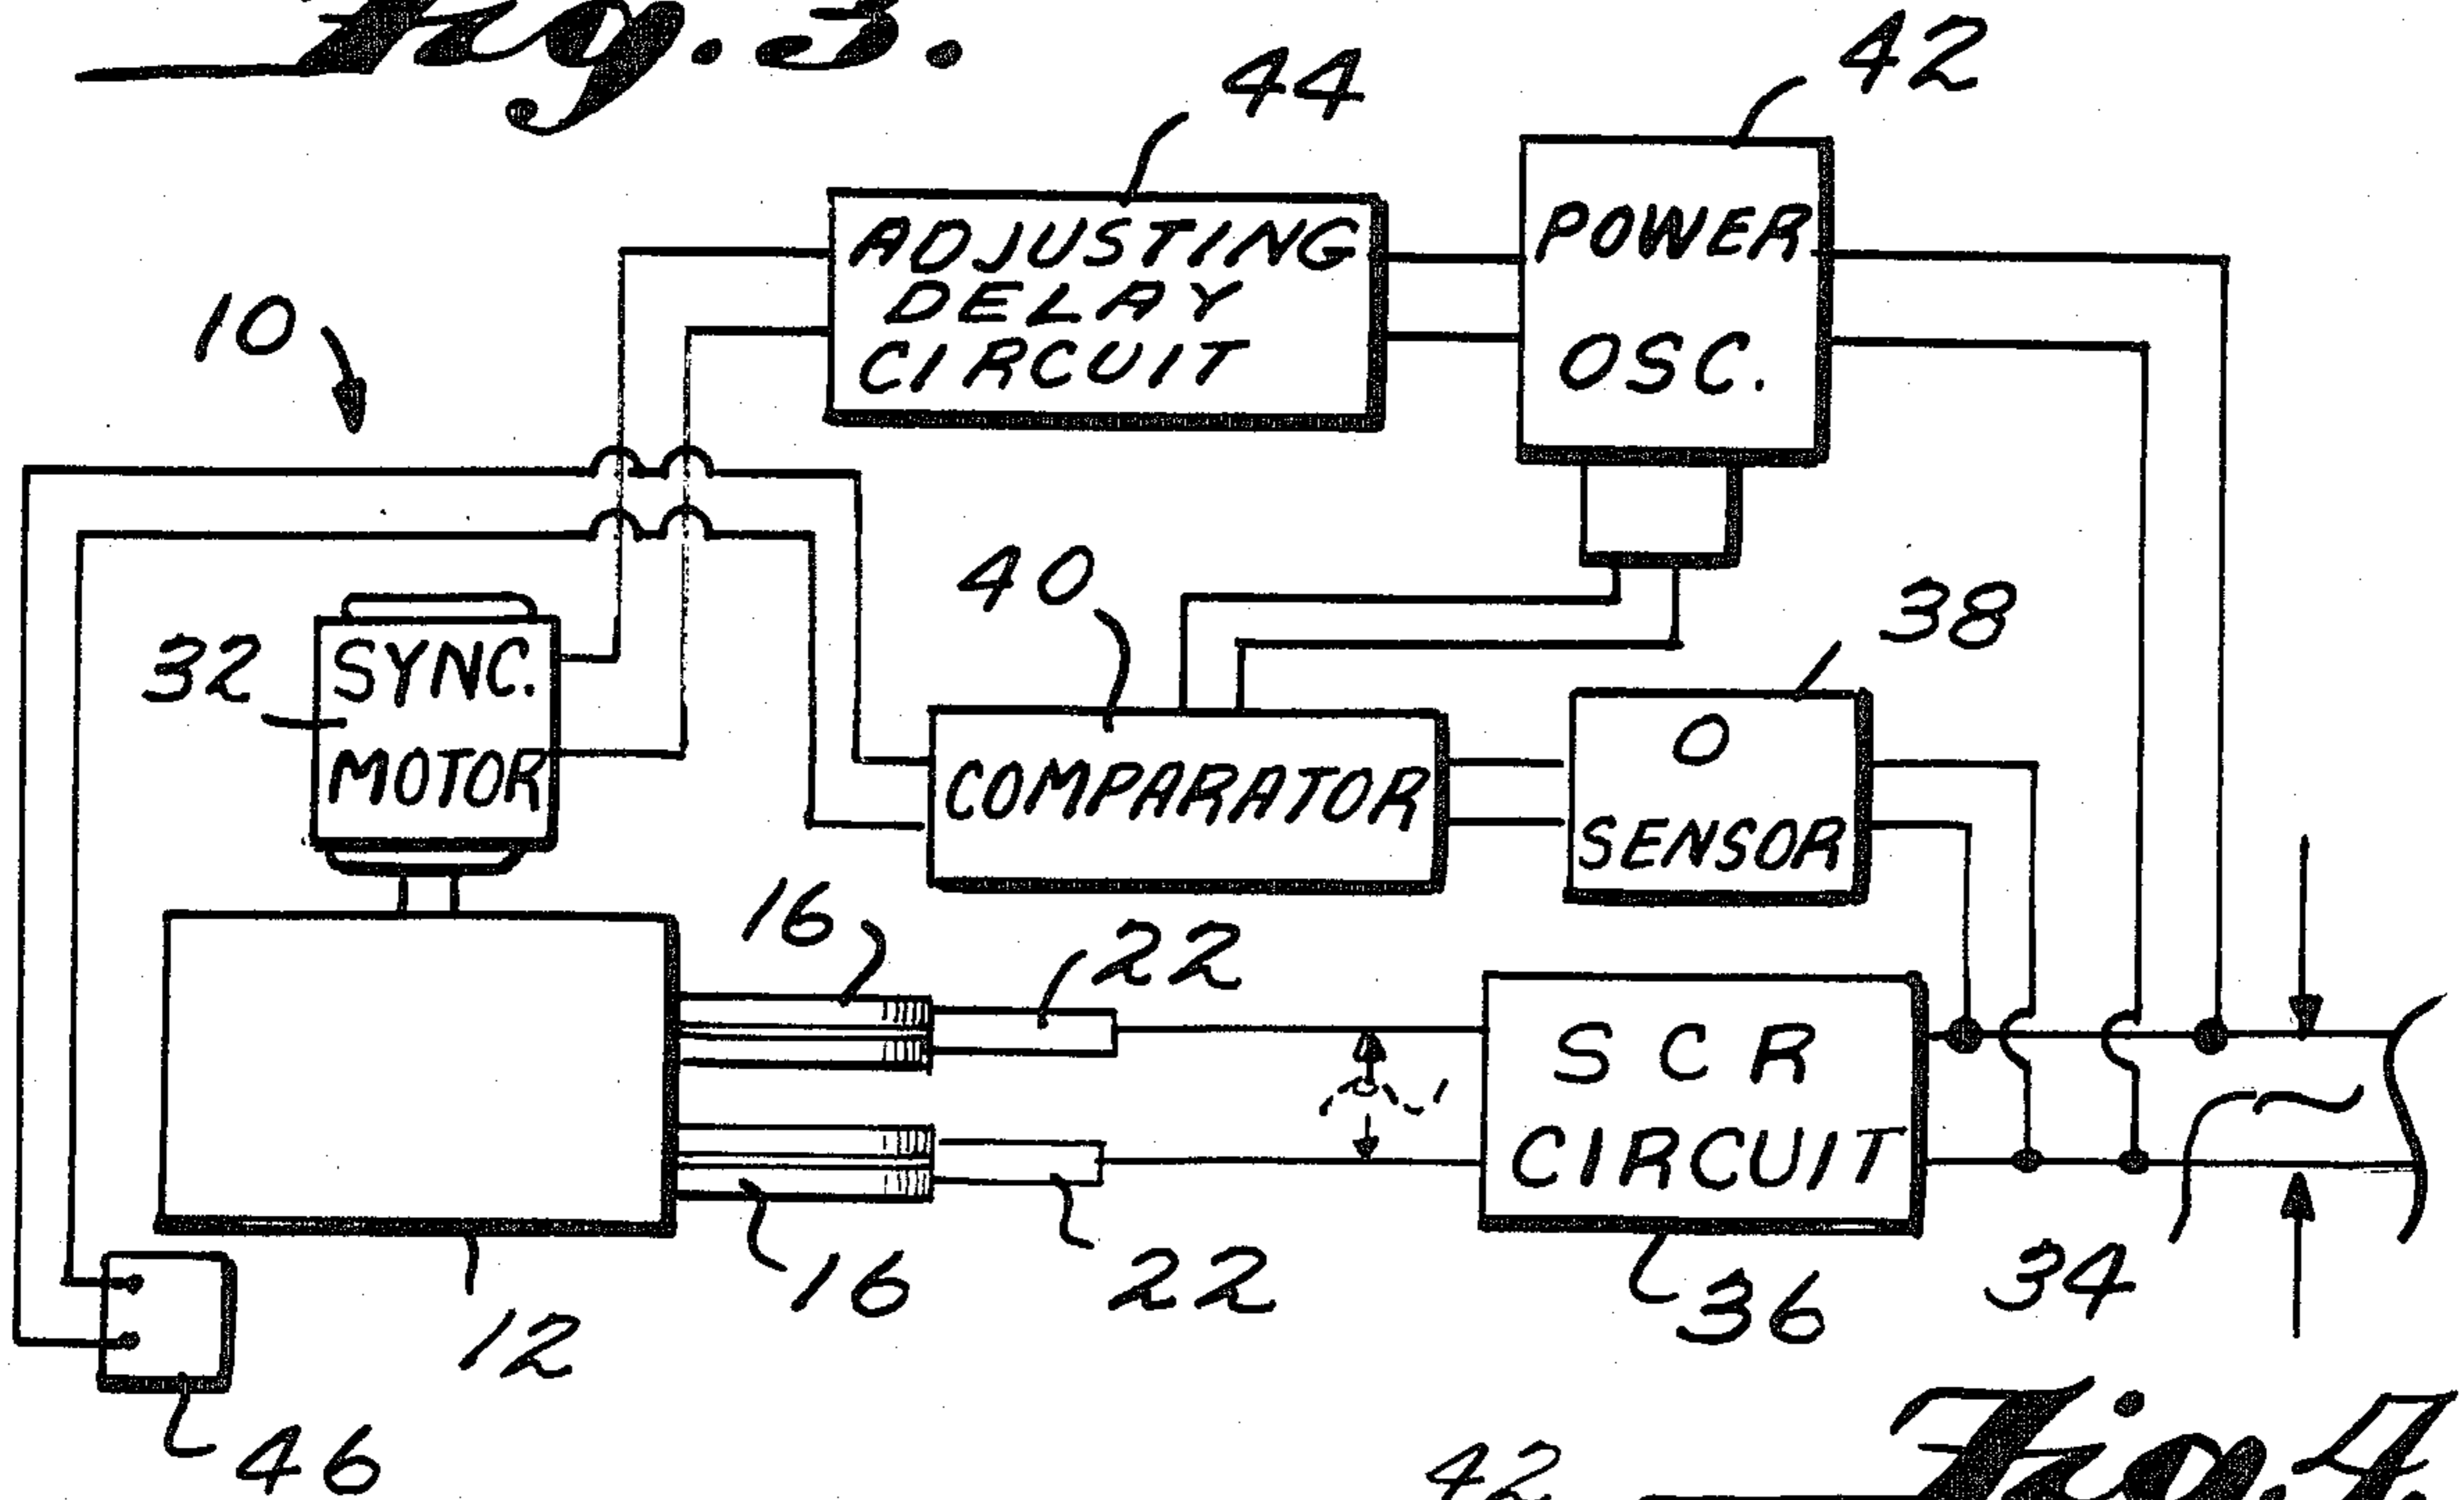 Fig. 3.
44
42
ADJUSTING
DELAY
CIRCUIT
POWER
OSC.
10
40
38
32
SYNC.
MOTOR
COMPARATOR
O
SENSOR
16
22
S C R
CIRCUIT
16
22
36
34
12
46
42
Fig. 4.